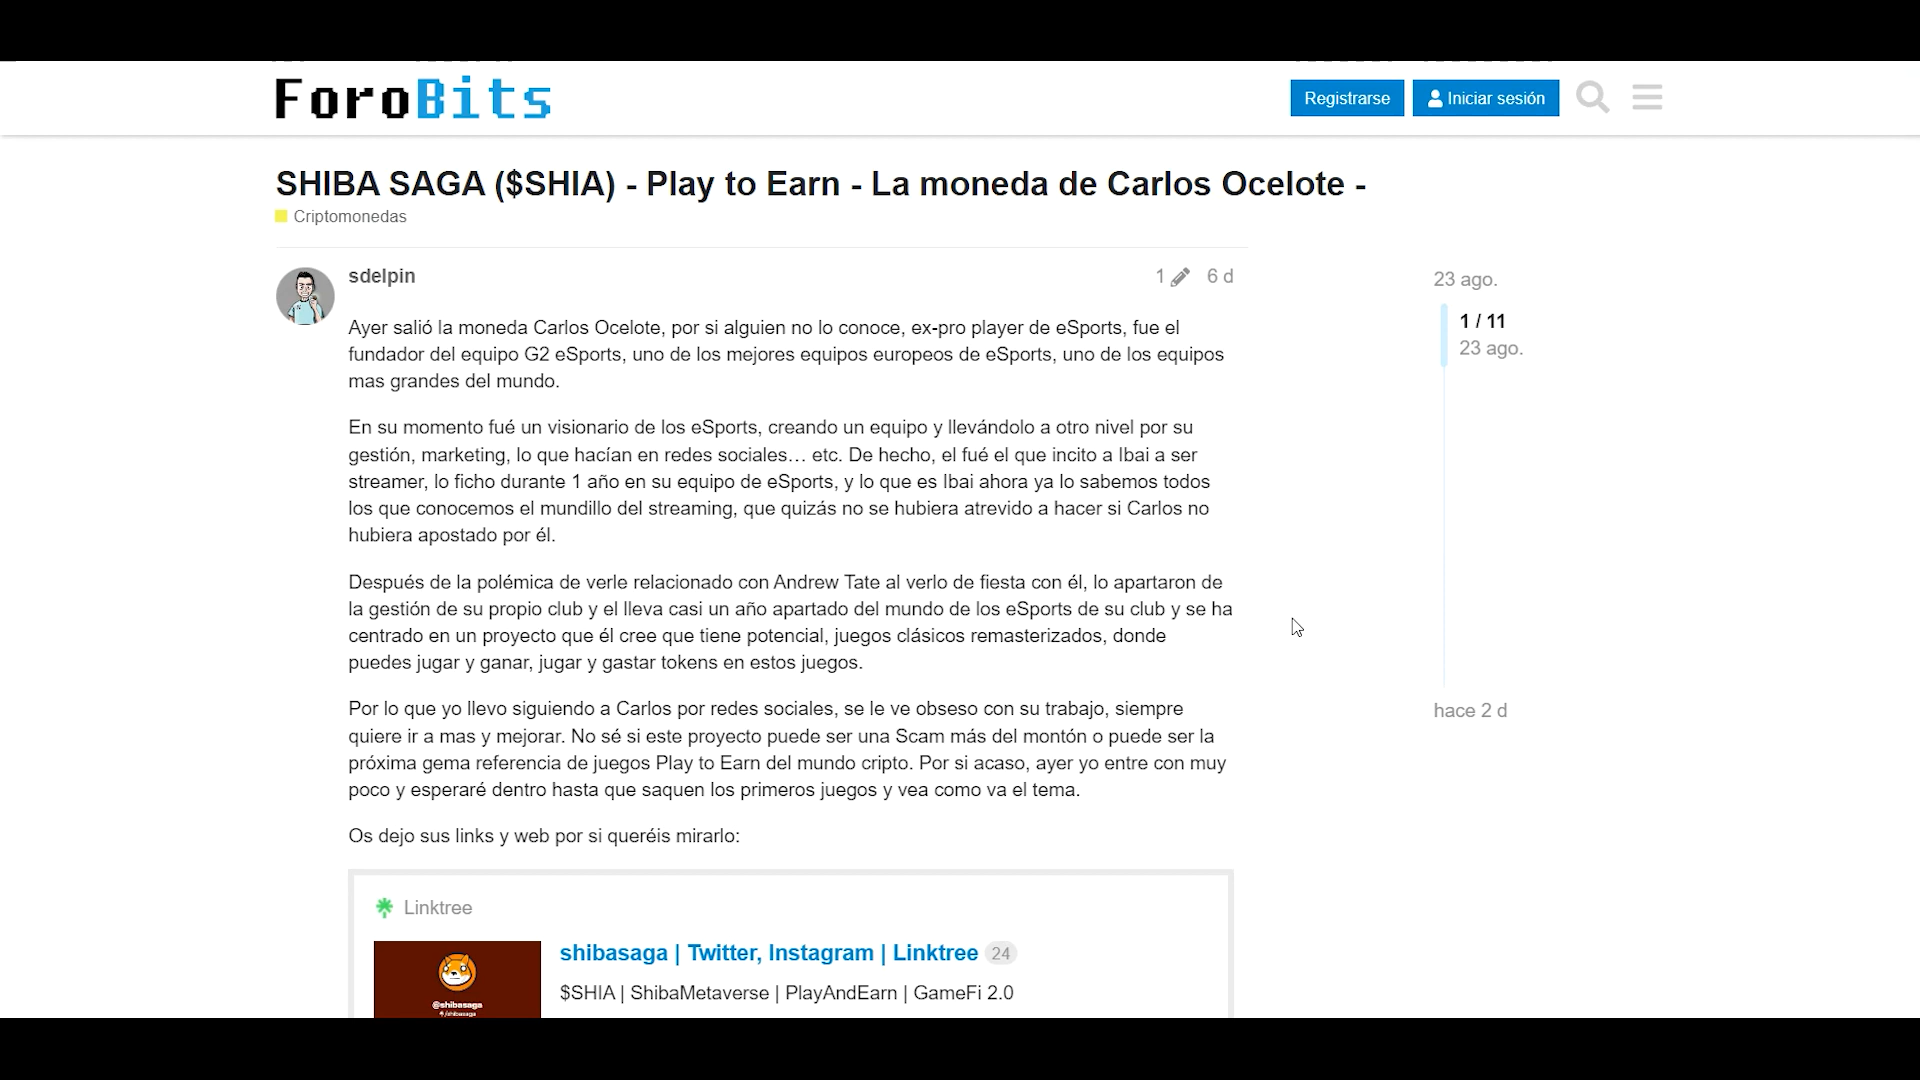 ForoBits
Registrarse
Iniciar sesión
SHIBA SAGA ($SHIA) - Play to Earn - La moneda de Carlos Ocelote -
Criptomonedas
sdelpin
1
6 d
Ayer salió la moneda Carlos Ocelote, por si alguien no lo conoce, ex-pro player de eSports, fue el
fundador del equipo G2 eSports, uno de los mejores equipos europeos de eSports, uno de los equipos
mas grandes del mundo.
En su momento fué un visionario de los eSports, creando un equipo y llevándolo a otro nivel por su
gestión, marketing, lo que hacían en redes sociales… etc. De hecho, el fué el que incito a Ibai a ser
streamer, lo ficho durante 1 año en su equipo de eSports, y lo que es Ibai ahora ya lo sabemos todos
los que conocemos el mundillo del streaming, que quizás no se hubiera atrevido a hacer si Carlos no
hubiera apostado por él.
Después de la polémica de verle relacionado con Andrew Tate al verlo de fiesta con él, lo apartaron de
la gestión de su propio club y el lleva casi un año apartado del mundo de los eSports de su club y se ha
centrado en un proyecto que él cree que tiene potencial, juegos clásicos remasterizados, donde
puedes jugar y ganar, jugar y gastar tokens en estos juegos.
Por lo que yo llevo siguiendo a Carlos por redes sociales, se le ve obseso con su trabajo, siempre
quiere ir a mas y mejorar. No sé si este proyecto puede ser una Scam más del montón o puede ser la
próxima gema referencia de juegos Play to Earn del mundo cripto. Por si acaso, ayer yo entre con muy
poco y esperaré dentro hasta que saquen los primeros juegos y vea como va el tema.
Os dejo sus links y web por si queréis mirarlo:
Linktree
shibasaga | Twitter, Instagram | Linktree 24
$SHIA | ShibaMetaverse | PlayAndEarn | GameFi 2.0
@shibasaga
/shibasaga
23 ago.
1 / 11
23 ago.
hace 2 d